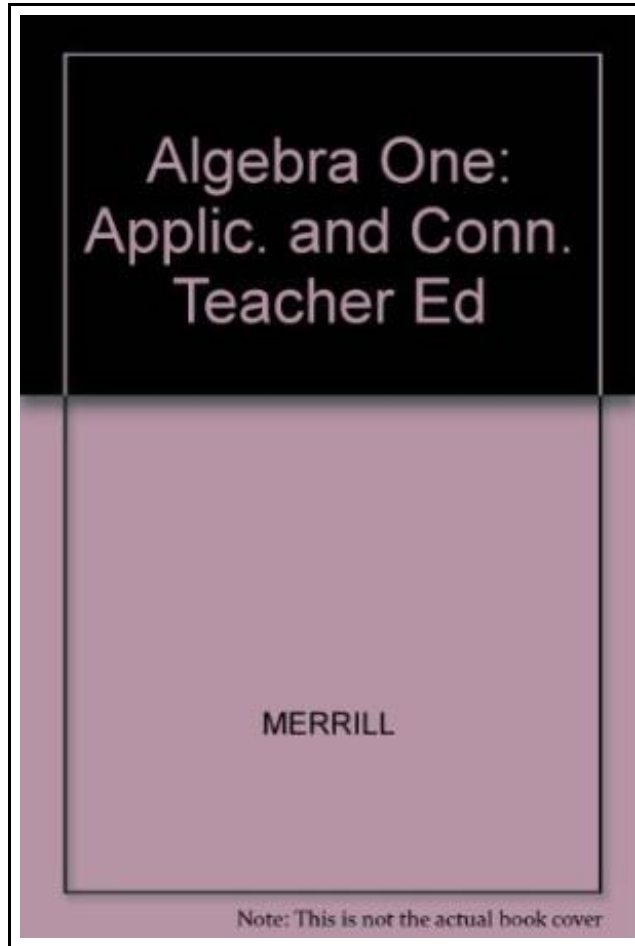 Algebra One:
Applic. and Conn.
Teacher Ed
MERRILL
Note: This is not the actual book cover